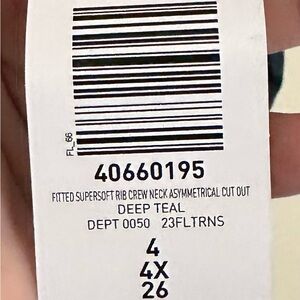 FL_66
40660195
FITTED SUPERSOFT RIB CREW NECK ASYMMETRICAL CUT OUT
DEEP TEAL
DEPT 0050 23FLTRNS
4
4X
26